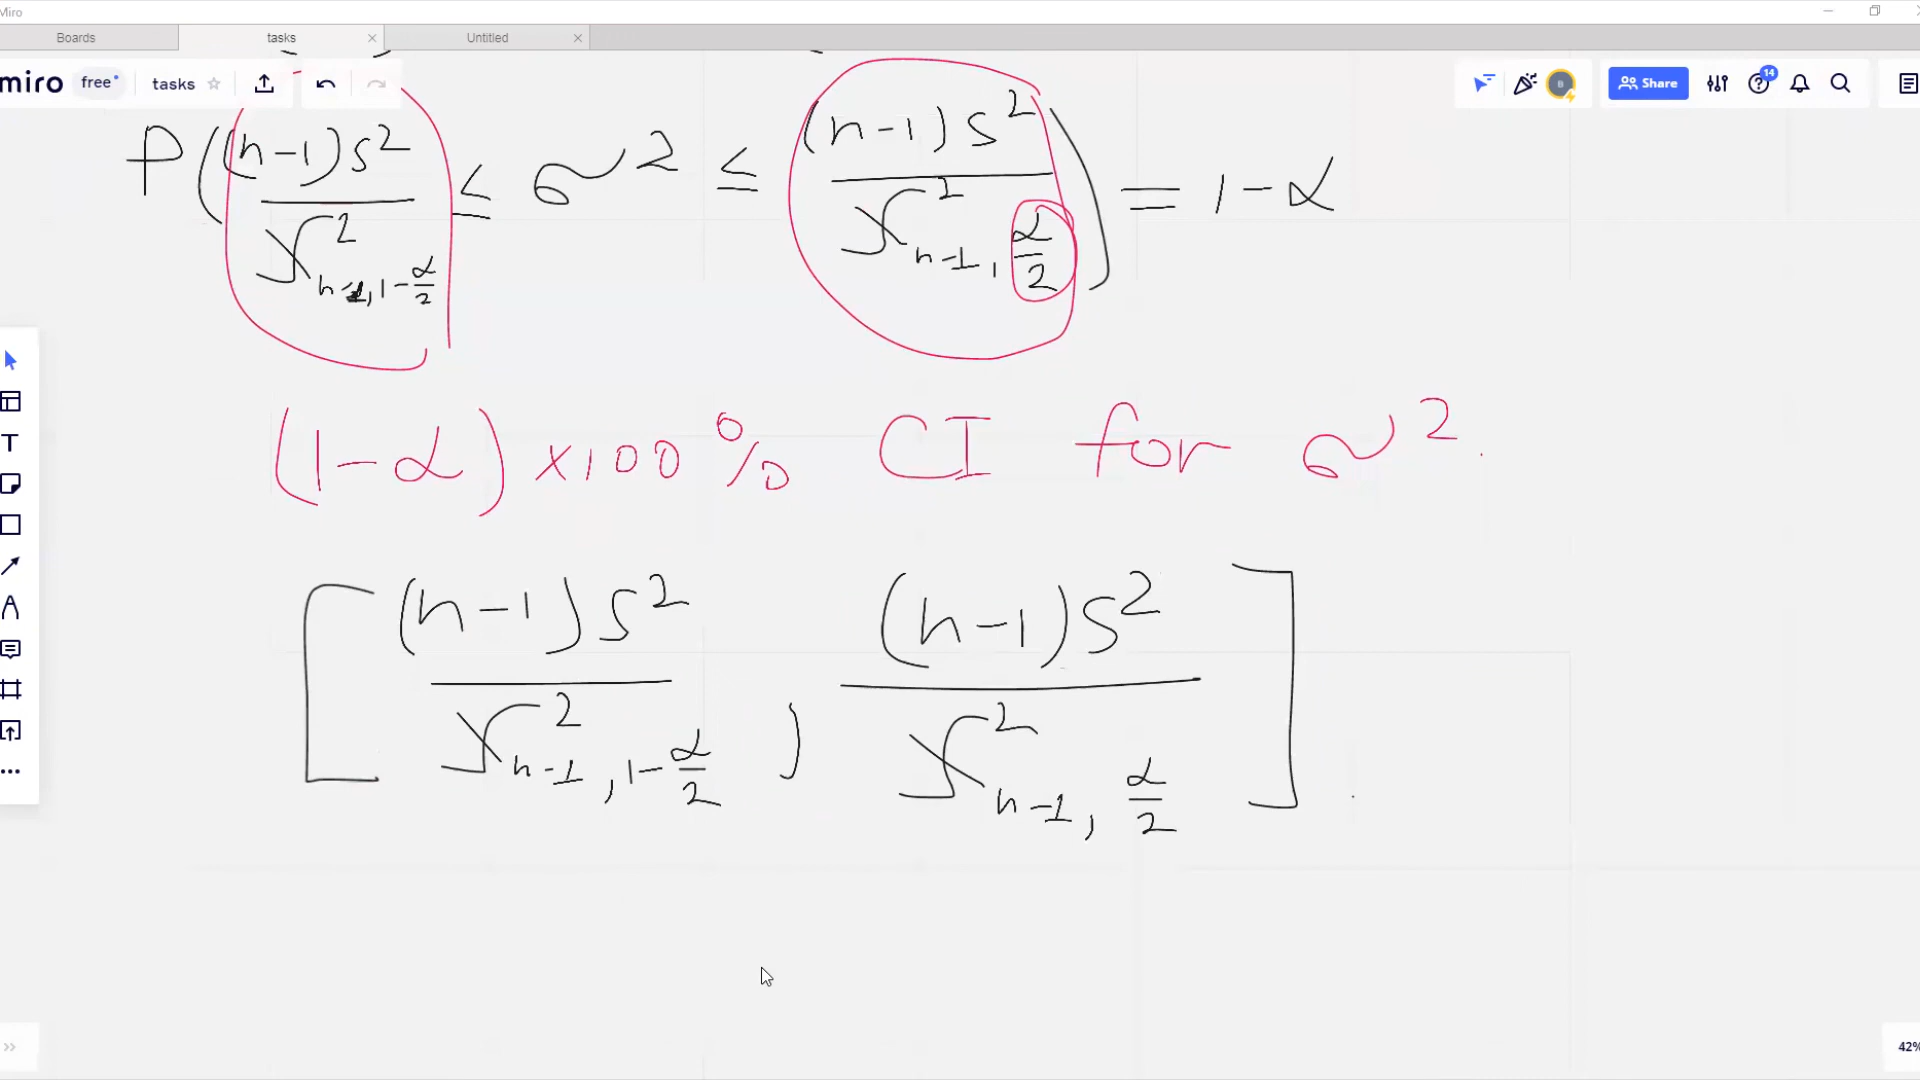 Miro
Boards tasks Untitled
miro free tasks 14 Share
P((n-1)S²/χ²ₙ₋₁,₁₋α/₂ ≤ σ² ≤ (n-1)S²/χ²ₙ₋₁,α/₂) = 1-α
(1-α) ×100% CI for σ².
[(n-1)S²/χ²ₙ₋₁,₁₋α/₂ , (n-1)S²/χ²ₙ₋₁,α/₂].
42%